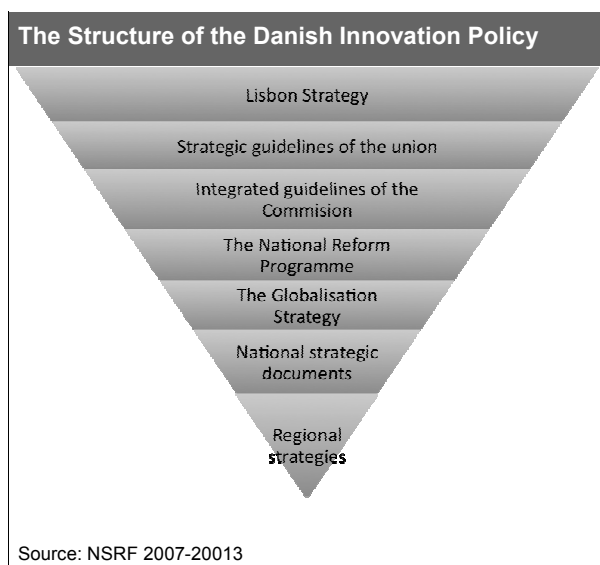 The Structure of the Danish Innovation Policy
Lisbon Strategy
Strategic guidelines of the union
Integrated guidelines of the
Commision
The National Reform
Programme
The Globalisation
Strategy
National strategic
documents
Regional
strategies
Source: NSRF 2007-20013